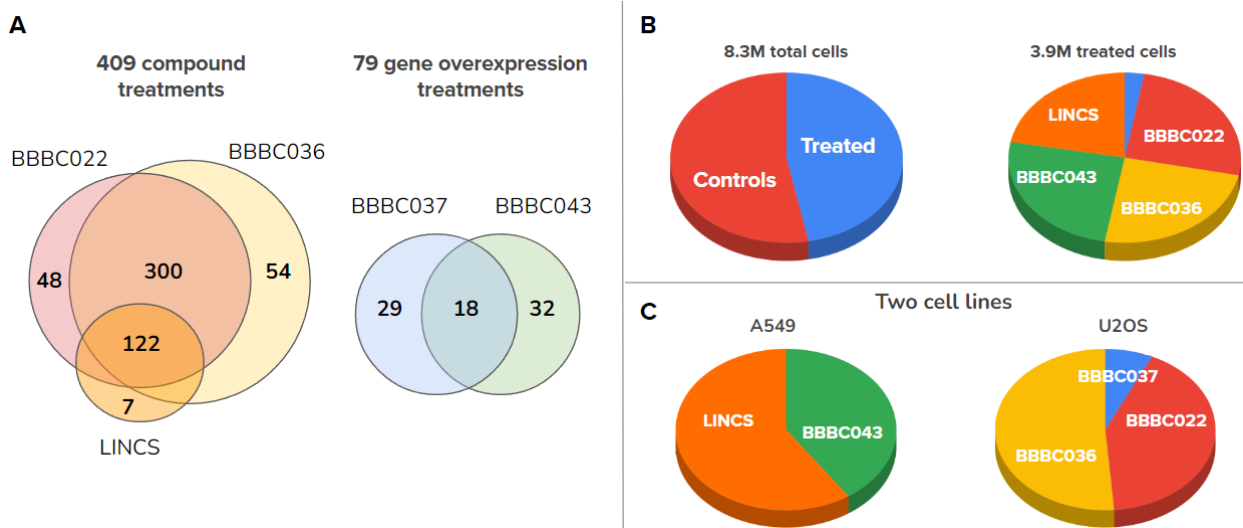 A
409 compound
treatments
BBBC022
BBBC036
48
300
54
122
7
LINCS
79 gene overexpression
treatments
BBBC037
BBBC043
29
18
32
B
8.3M total cells
Treated
Controls
3.9M treated cells
LINCS
BBBC022
BBBC043
BBBC036
C
Two cell lines
A549
LINCS
BBBC043
U2OS
BBBC037
BBBC022
BBBC036